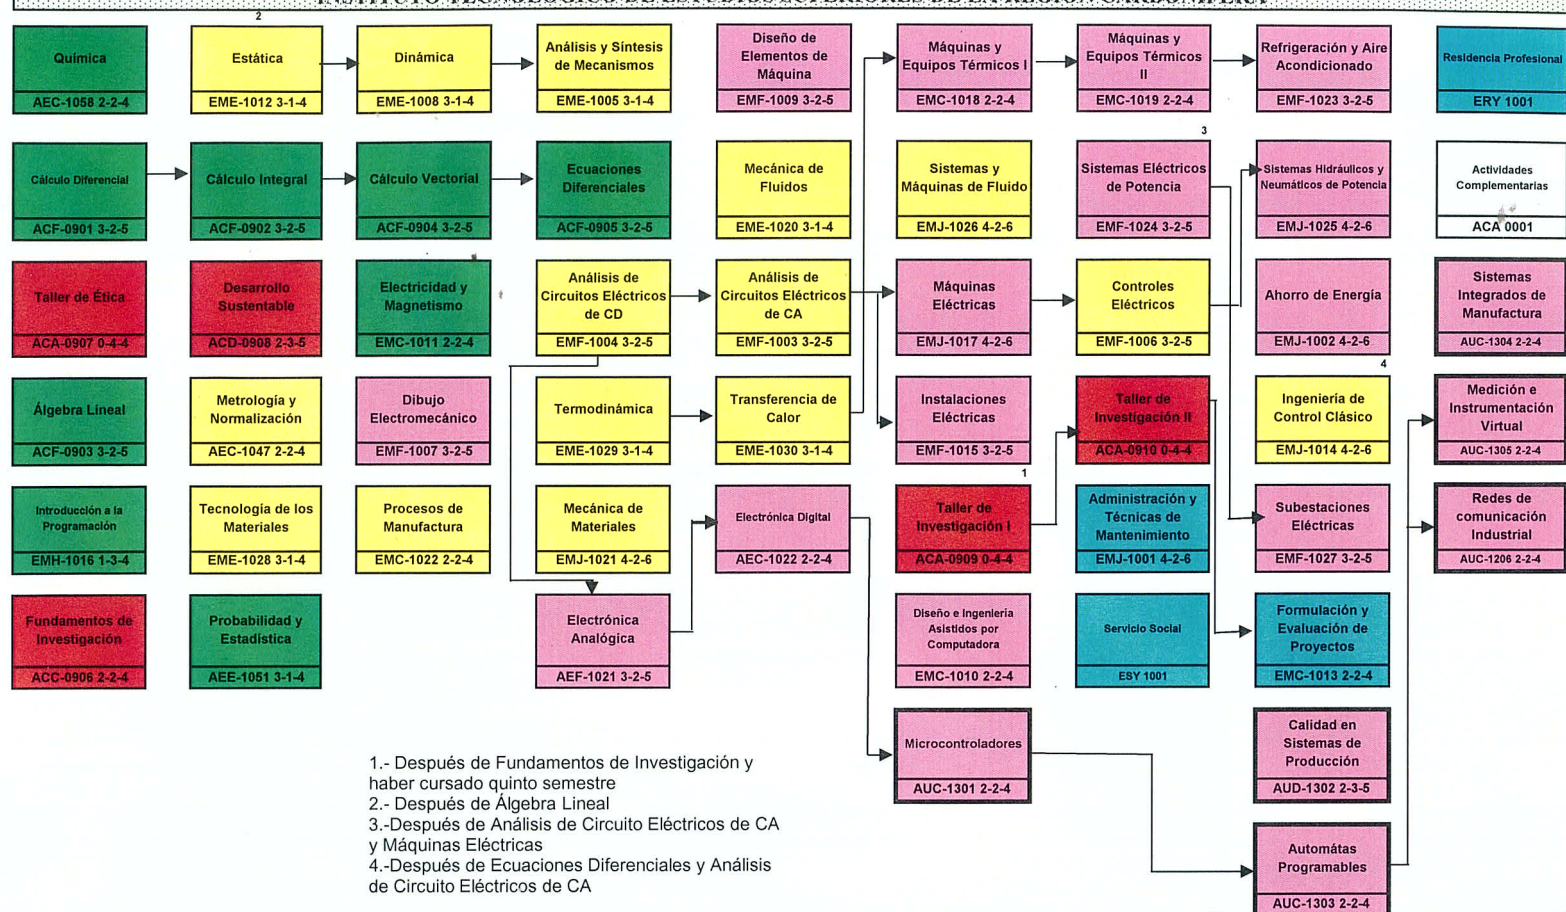 INSTITUTO TECNOLÓGICO DE ESTUDIOS SUPERIORES DE LA REGIÓN CARBONÍFERA
Química
AEC-1058 2-2-4
2
Estática
EME-1012 3-1-4
Dinámica
EME-1008 3-1-4
Análisis y Síntesis
de Mecanismos
EME-1005 3-1-4
Diseño de
Elementos de
Máquina
EMF-1009 3-2-5
Máquinas y
Equipos Térmicos I
EMC-1018 2-2-4
Máquinas y
Equipos Térmicos
II
EMC-1019 2-2-4
Refrigeración y Aire
Acondicionado
EMF-1023 3-2-5
Residencia Profesional
ERY 1001
Cálculo Diferencial
ACF-0901 3-2-5
Cálculo Integral
ACF-0902 3-2-5
Cálculo Vectorial
ACF-0904 3-2-5
Ecuaciones
Diferenciales
ACF-0905 3-2-5
Mecánica de
Fluidos
EME-1020 3-1-4
Sistemas y
Máquinas de Fluido
EMJ-1026 4-2-6
3
Sistemas Eléctricos
de Potencia
EMF-1024 3-2-5
Sistemas Hidráulicos y
Neumáticos de Potencia
EMJ-1025 4-2-6
Actividades
Complementarias
ACA 0001
Taller de Ética
ACA-0907 0-4-4
Desarrollo
Sustentable
ACD-0908 2-3-5
Electricidad y
Magnetismo
EMC-1011 2-2-4
Análisis de
Circuitos Eléctricos
de CD
EMF-1004 3-2-5
Análisis de
Circuitos Eléctricos
de CA
EMF-1003 3-2-5
Máquinas
Eléctricas
EMJ-1017 4-2-6
Controles
Eléctricos
EMF-1006 3-2-5
Ahorro de Energía
EMJ-1002 4-2-6
Sistemas
Integrados de
Manufactura
AUC-1304 2-2-4
Álgebra Lineal
ACF-0903 3-2-5
Metrología y
Normalización
AEC-1047 2-2-4
Dibujo
Electromecánico
EMF-1007 3-2-5
Termodinámica
EME-1029 3-1-4
Transferencia de
Calor
EME-1030 3-1-4
Instalaciones
Eléctricas
EMF-1015 3-2-5
Taller de
Investigación II
ACA-0910 0-4-4
4
Ingeniería de
Control Clásico
EMJ-1014 4-2-6
Medición e
Instrumentación
Virtual
AUC-1305 2-2-4
Introducción a la
Programación
EMH-1016 1-3-4
Tecnología de los
Materiales
EME-1028 3-1-4
Procesos de
Manufactura
EMC-1022 2-2-4
Mecánica de
Materiales
EMJ-1021 4-2-6
Electrónica Digital
AEC-1022 2-2-4
1
Taller de
Investigación I
ACA-0909 0-4-4
Administración y
Técnicas de
Mantenimiento
EMJ-1001 4-2-6
Subestaciones
Eléctricas
EMF-1027 3-2-5
Redes de
comunicación
Industrial
AUC-1206 2-2-4
Fundamentos de
Investigación
ACC-0906 2-2-4
Probabilidad y
Estadística
AEE-1051 3-1-4
Electrónica
Analógica
AEF-1021 3-2-5
Diseño e Ingeniería
Asistidos por
Computadora
EMC-1010 2-2-4
Servicio Social
ESY 1001
Formulación y
Evaluación de
Proyectos
EMC-1013 2-2-4
Microcontroladores
AUC-1301 2-2-4
Calidad en
Sistemas de
Producción
AUD-1302 2-3-5
Automátas
Programables
AUC-1303 2-2-4
1.- Después de Fundamentos de Investigación y
haber cursado quinto semestre
2.- Después de Álgebra Lineal
3.-Después de Análisis de Circuito Eléctricos de CA
y Máquinas Eléctricas
4.-Después de Ecuaciones Diferenciales y Análisis
de Circuito Eléctricos de CA